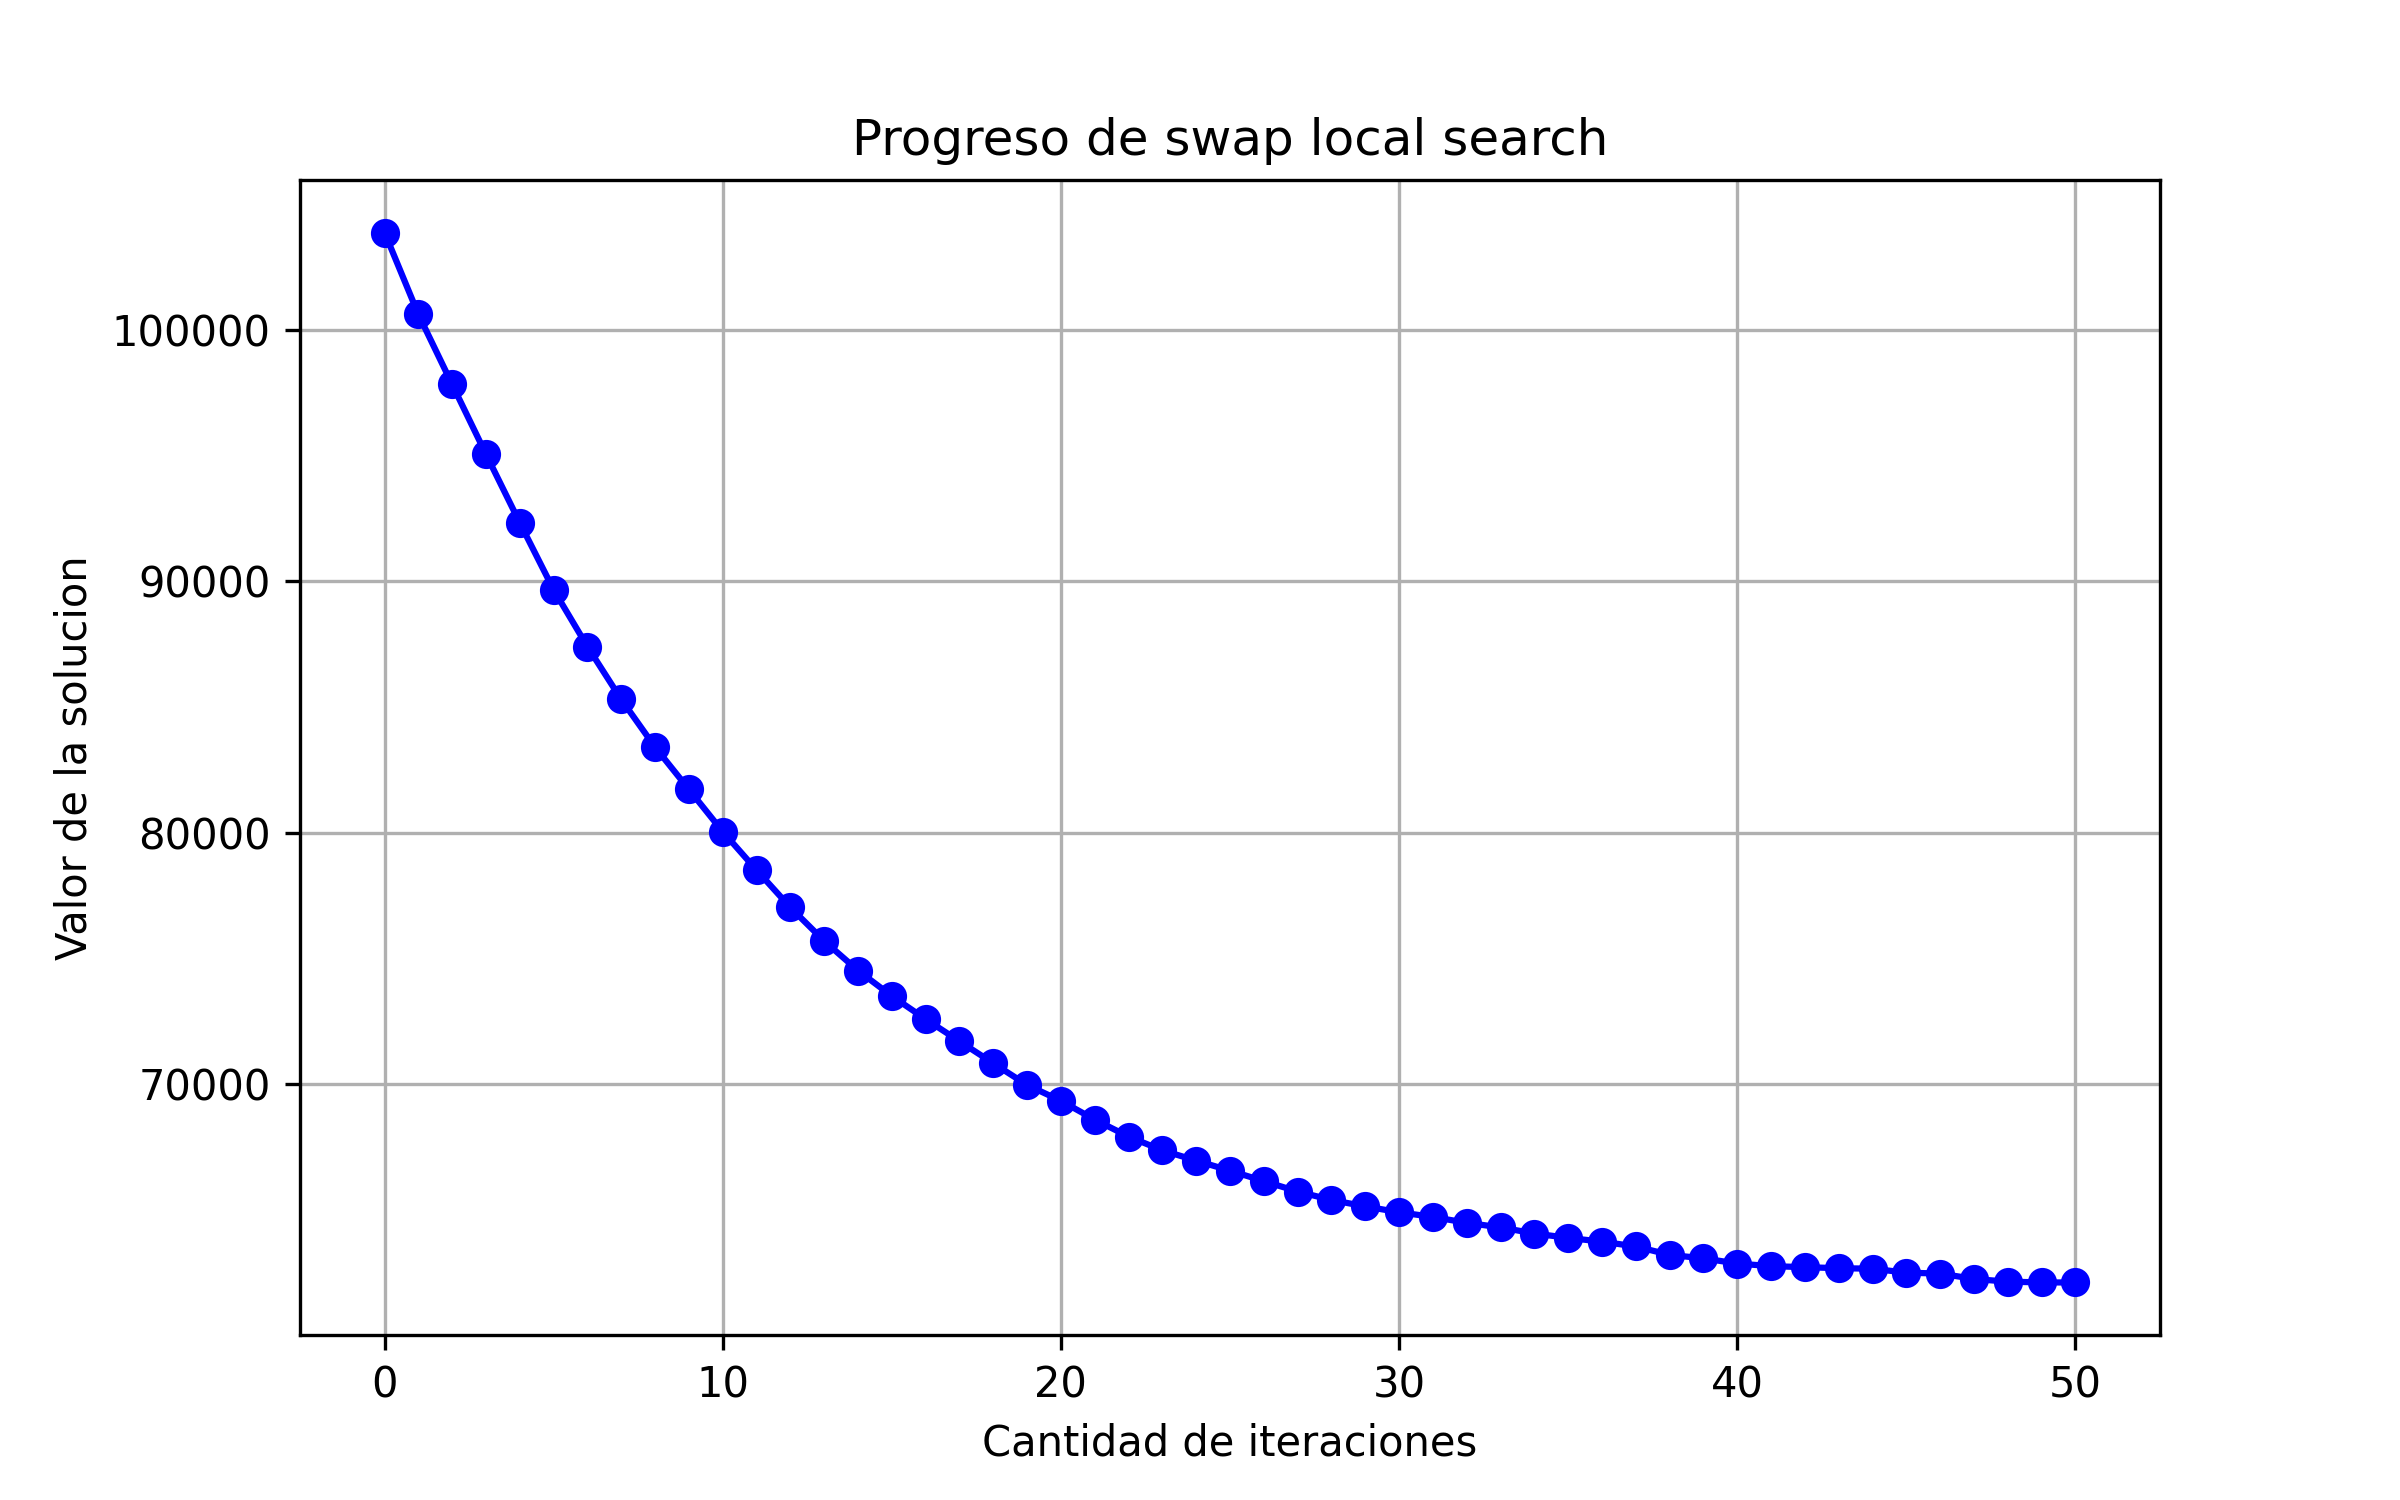 Progreso de swap local search
Valor de la solucion
100000
90000
80000
70000
0 10 20 30 40 50
Cantidad de iteraciones